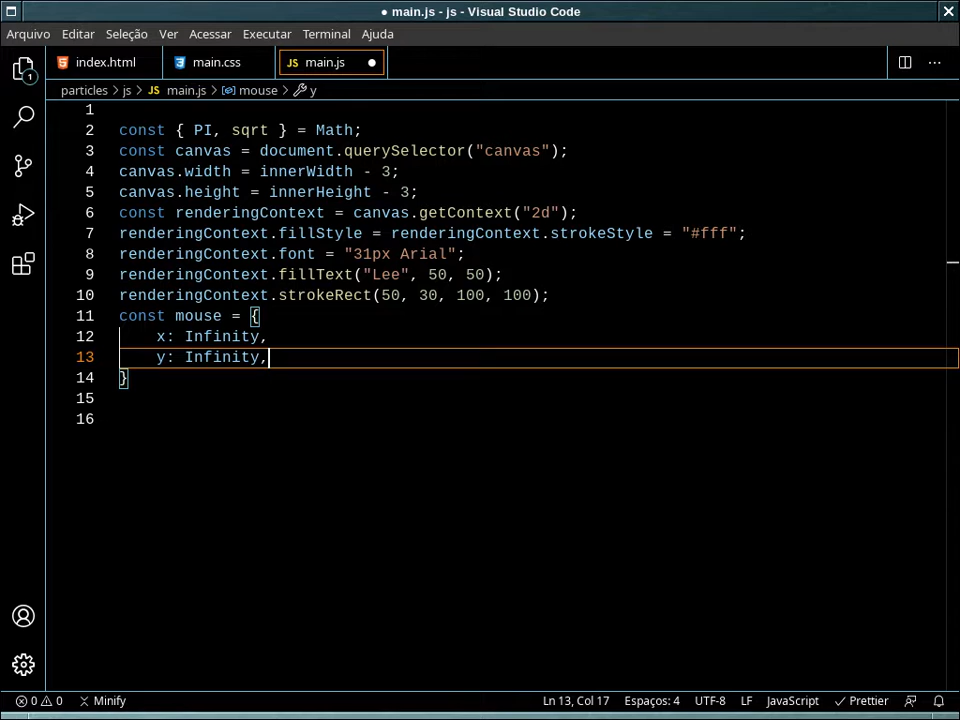 ● main.js - js - Visual Studio Code
Arquivo Editar Seleção Ver Acessar Executar Terminal Ajuda
index.html main.css JS main.js ●
particles > js > JS main.js > mouse > y
1
2 const { PI, sqrt } = Math;
3 const canvas = document.querySelector("canvas");
4 canvas.width = innerWidth - 3;
5 canvas.height = innerHeight - 3;
6 const renderingContext = canvas.getContext("2d");
7 renderingContext.fillStyle = renderingContext.strokeStyle = "#fff";
8 renderingContext.font = "31px Arial";
9 renderingContext.fillText("Lee", 50, 50);
10 renderingContext.strokeRect(50, 30, 100, 100);
11 const mouse = {
12 x: Infinity,
13 y: Infinity,
14 }
15
16
1
0 0 Minify Ln 13, Col 17 Espaços: 4 UTF-8 LF JavaScript Prettier